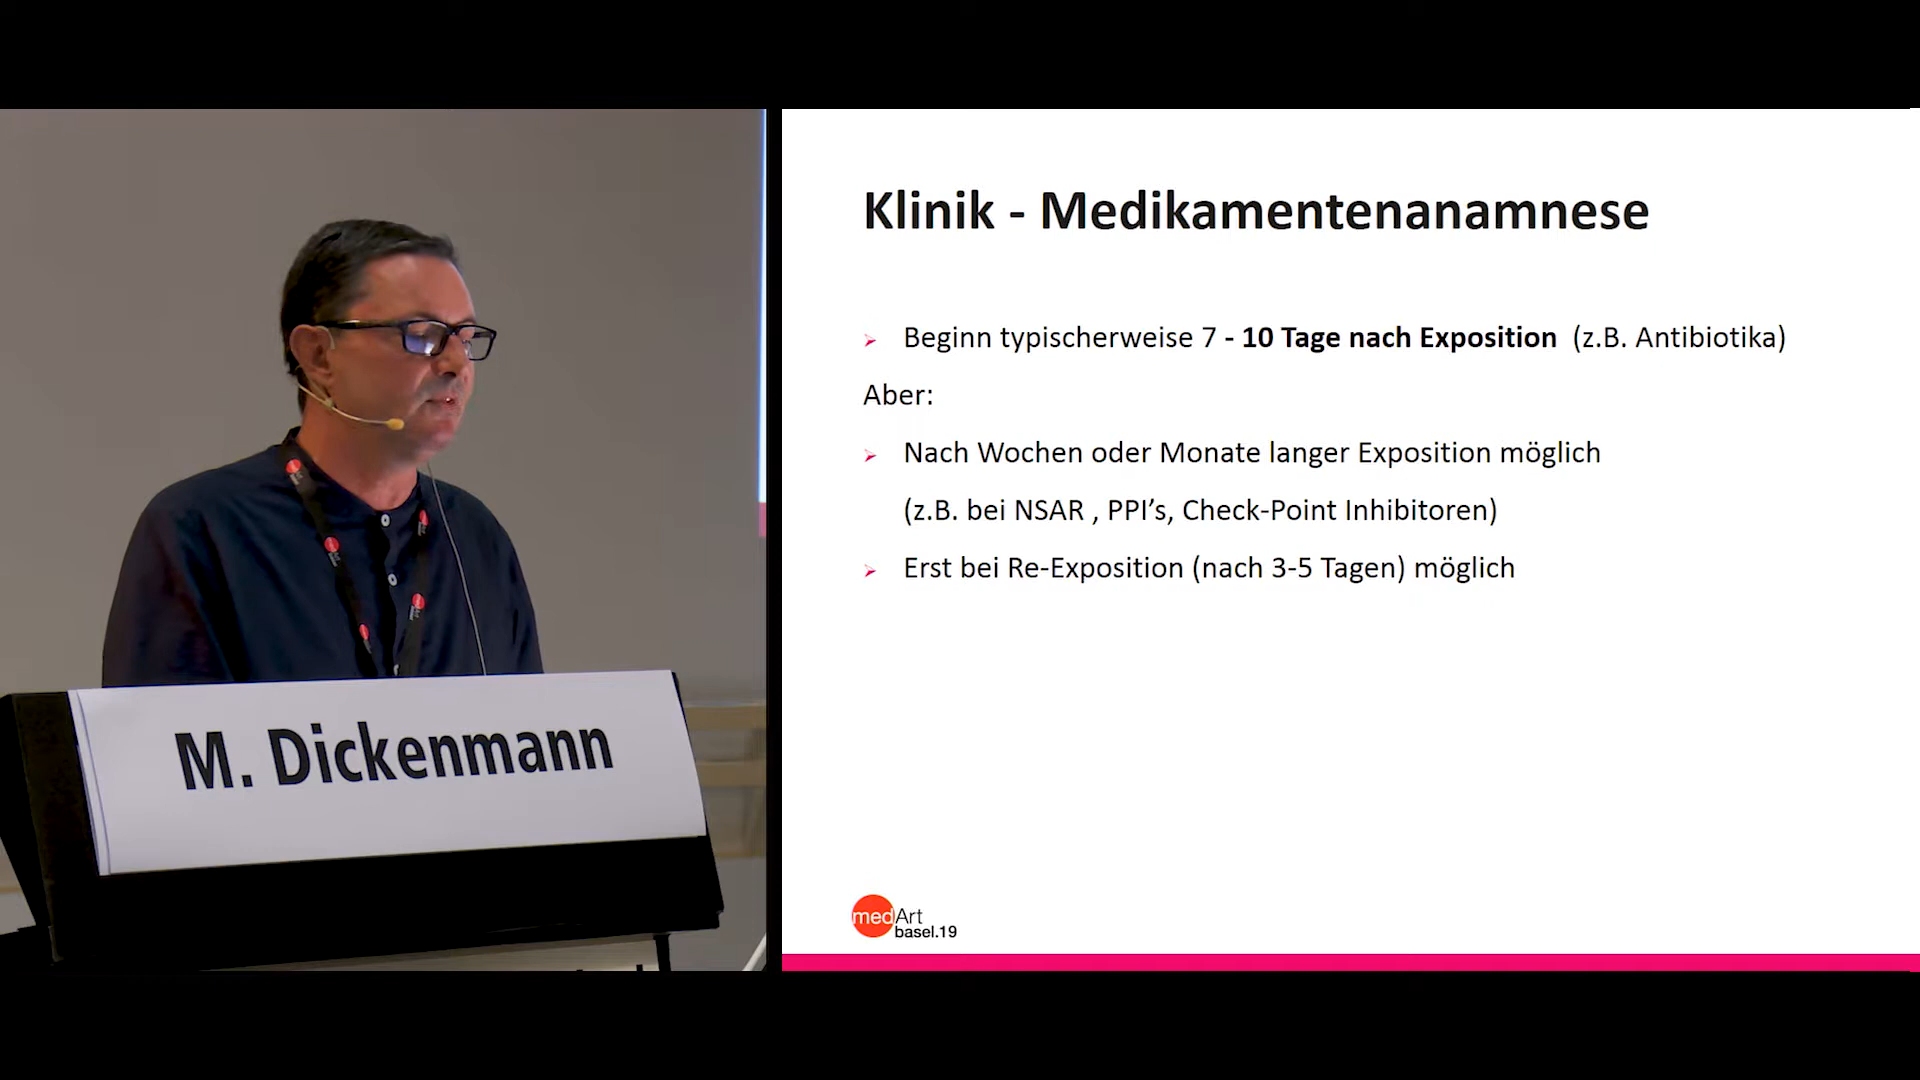 M. Dickenmann
Klinik - Medikamentenanamnese
Beginn typischerweise 7 - 10 Tage nach Exposition (z.B. Antibiotika)
Aber:
Nach Wochen oder Monate langer Exposition möglich
(z.B. bei NSAR , PPI’s, Check-Point Inhibitoren)
Erst bei Re-Exposition (nach 3-5 Tagen) möglich
medArt
basel.19